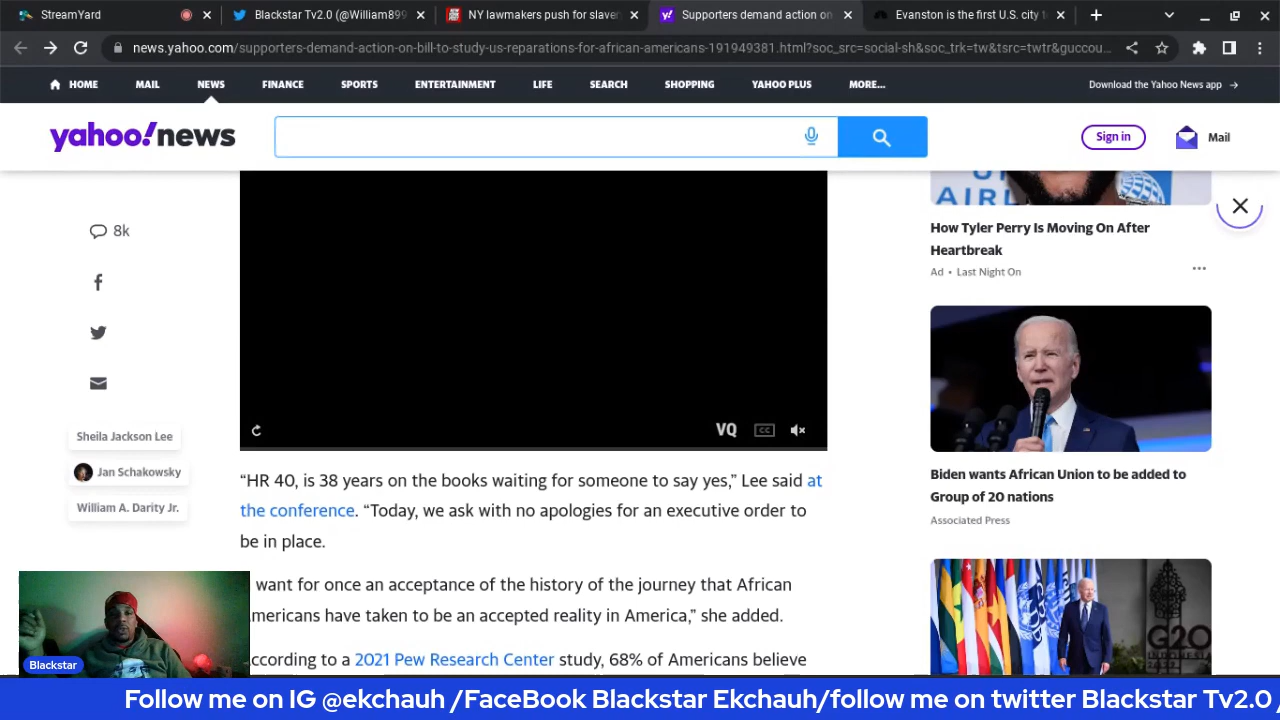 StreamYard
Blackstar Tv2.0 (@William899
NY lawmakers push for slaver
Supporters demand action on
Evanston is the first U.S. city t
news.yahoo.com/supporters-demand-action-on-bill-to-study-us-reparations-for-african-americans-191949381.html?soc_src=social-sh&soc_trk=tw&tsrc=twtr&guccou...
HOME MAIL NEWS FINANCE SPORTS ENTERTAINMENT LIFE SEARCH SHOPPING YAHOO PLUS MORE...
Download the Yahoo News app →
yahoo!news
Sign in
Mail
8k
Sheila Jackson Lee
Jan Schakowsky
William A. Darity Jr.
VQ CC
“HR 40, is 38 years on the books waiting for someone to say yes,” Lee said at
the conference. “Today, we ask with no apologies for an executive order to
be in place.
want for once an acceptance of the history of the journey that African
mericans have taken to be an accepted reality in America,” she added.
ccording to a 2021 Pew Research Center study, 68% of Americans believe
AIRL
How Tyler Perry Is Moving On After
Heartbreak
Ad • Last Night On
Biden wants African Union to be added to
Group of 20 nations
Associated Press
G20
Blackstar
Follow me on IG @ekchauh /FaceBook Blackstar Ekchauh/follow me on twitter Blackstar Tv2.0 /